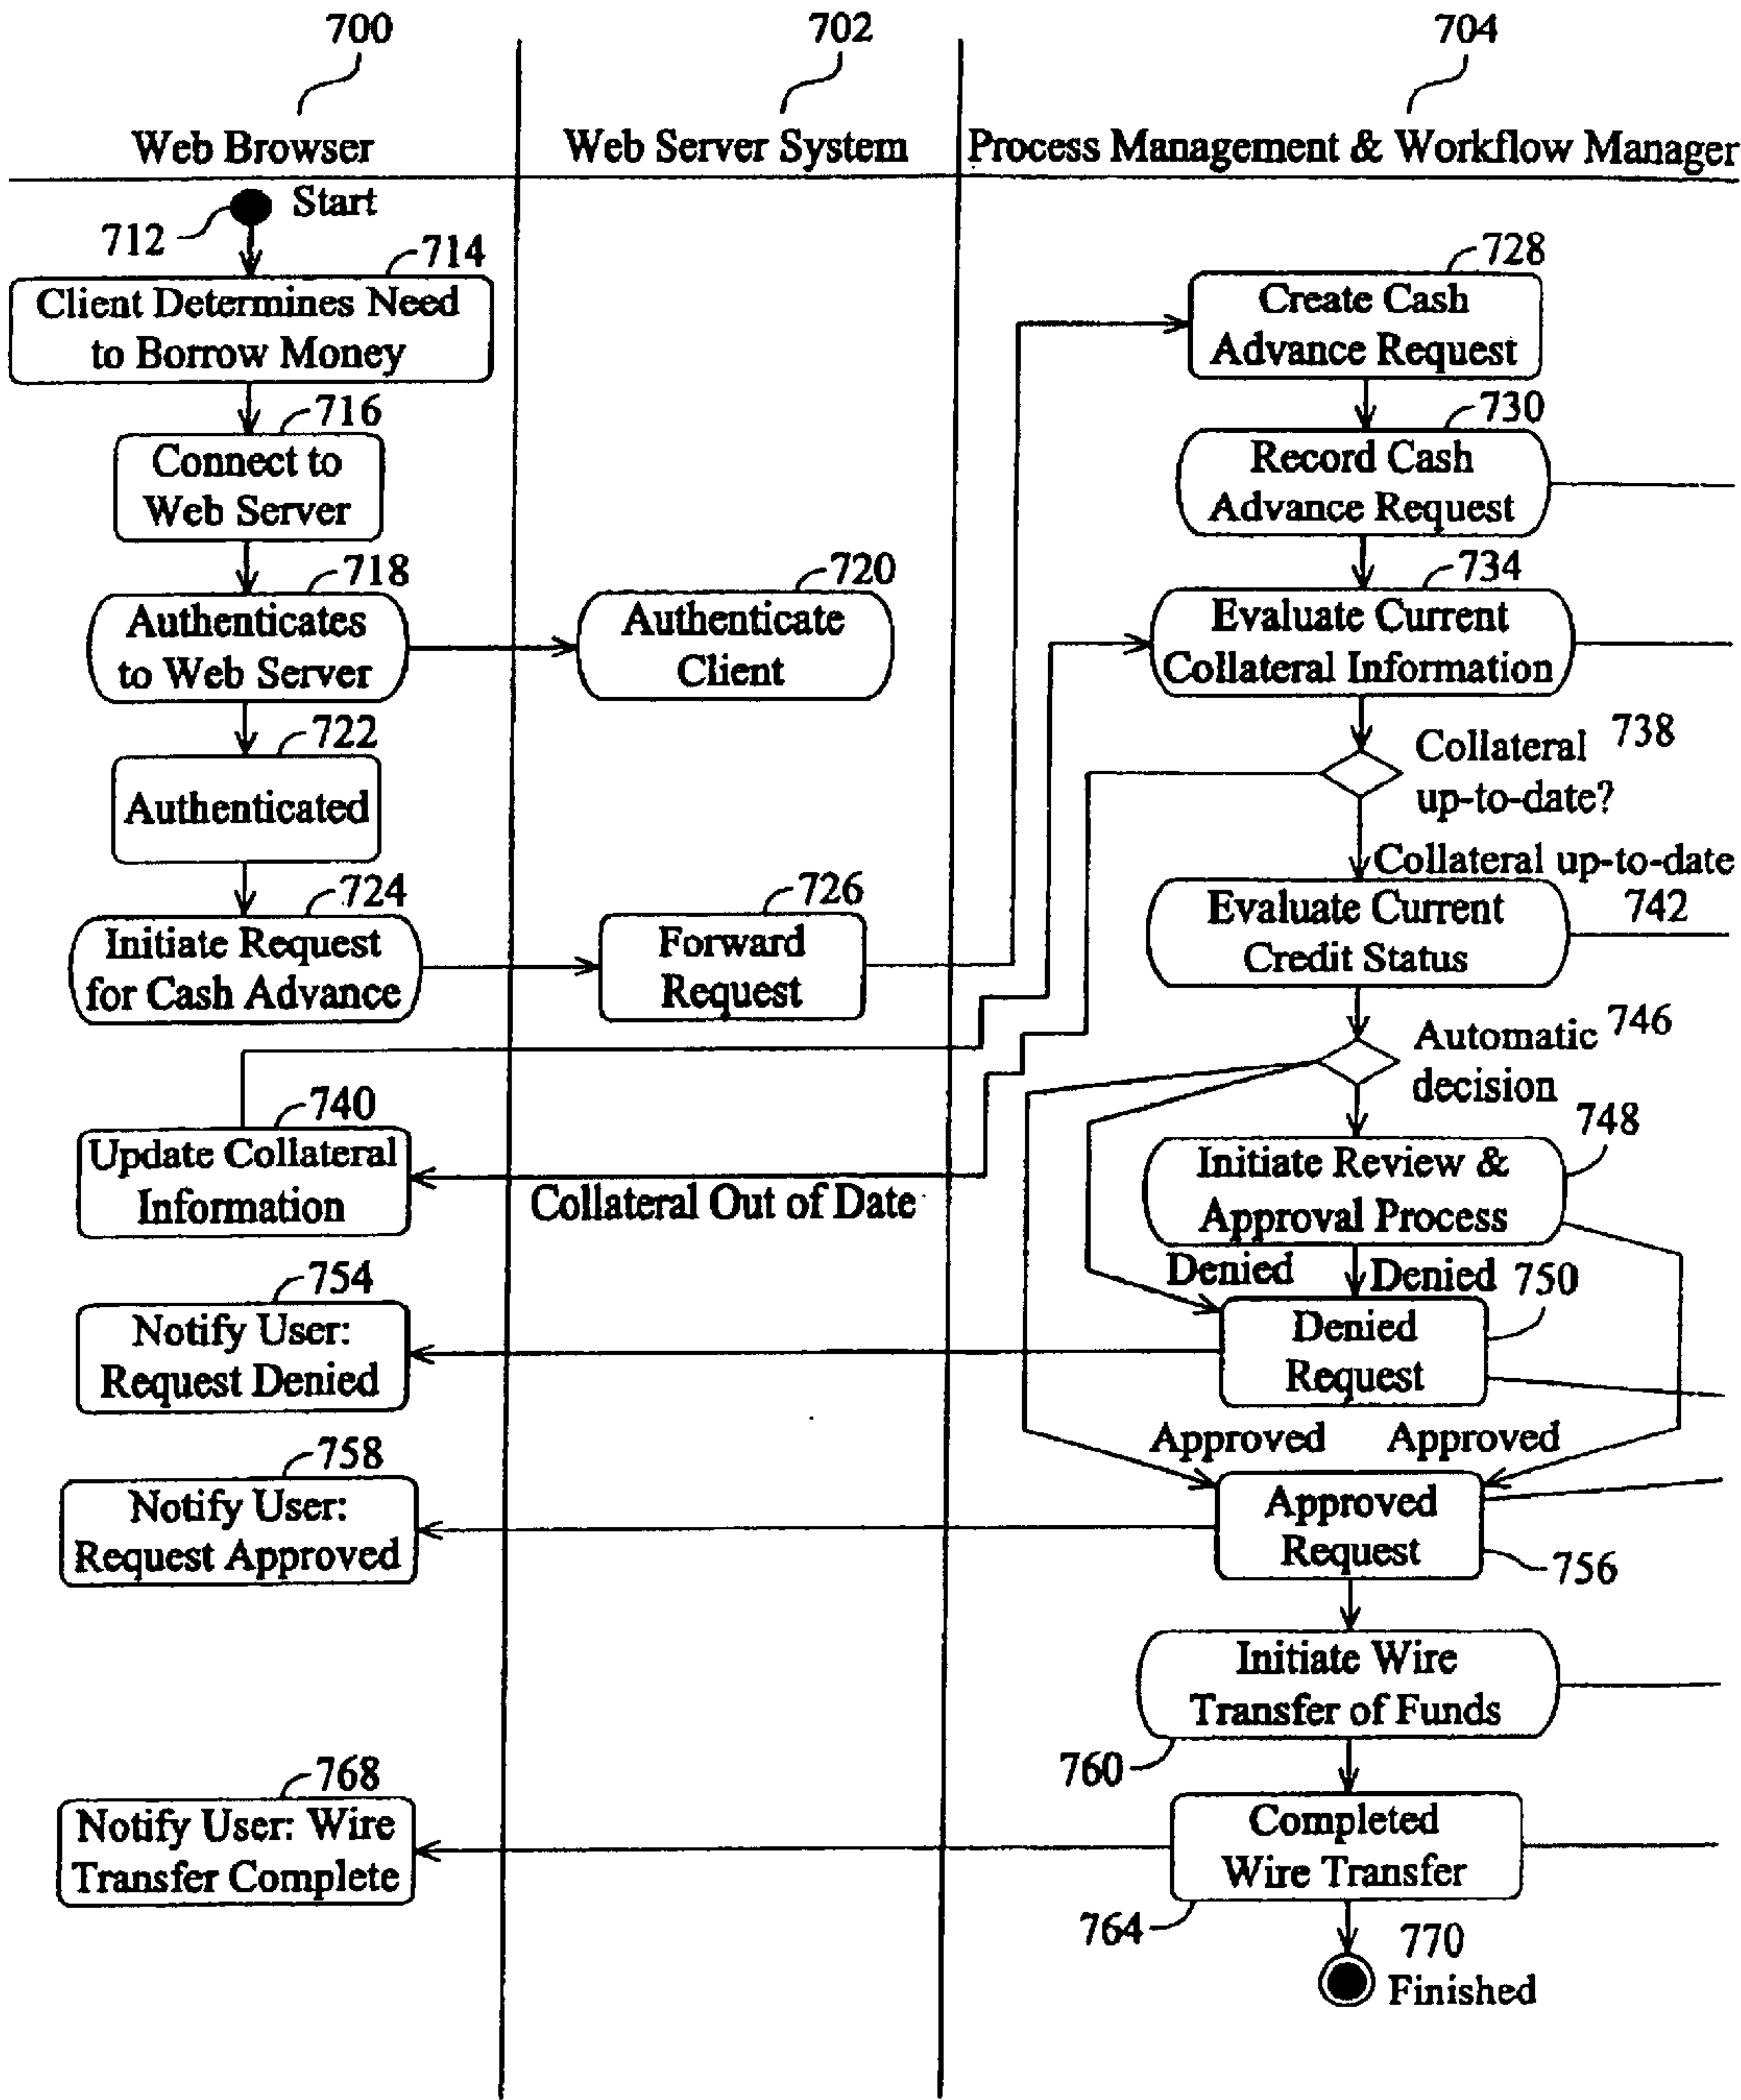 700
702
704
Web Browser
Web Server System
Process Management & Workflow Manager
Start
712
714
Client Determines Need
to Borrow Money
716
Connect to
Web Server
718
Authenticates
to Web Server
720
Authenticate
Client
722
Authenticated
724
Initiate Request
for Cash Advance
726
Forward
Request
728
Create Cash
Advance Request
730
Record Cash
Advance Request
734
Evaluate Current
Collateral Information
Collateral 738
up-to-date?
Collateral up-to-date
Evaluate Current
Credit Status
742
Automatic 746
decision
740
Update Collateral
Information
Collateral Out of Date
748
Initiate Review &
Approval Process
Denied
Denied
750
Denied
Request
754
Notify User:
Request Denied
Approved
Approved
758
Notify User:
Request Approved
Approved
Request
756
Initiate Wire
Transfer of Funds
760
768
Notify User: Wire
Transfer Complete
Completed
Wire Transfer
764
770
Finished